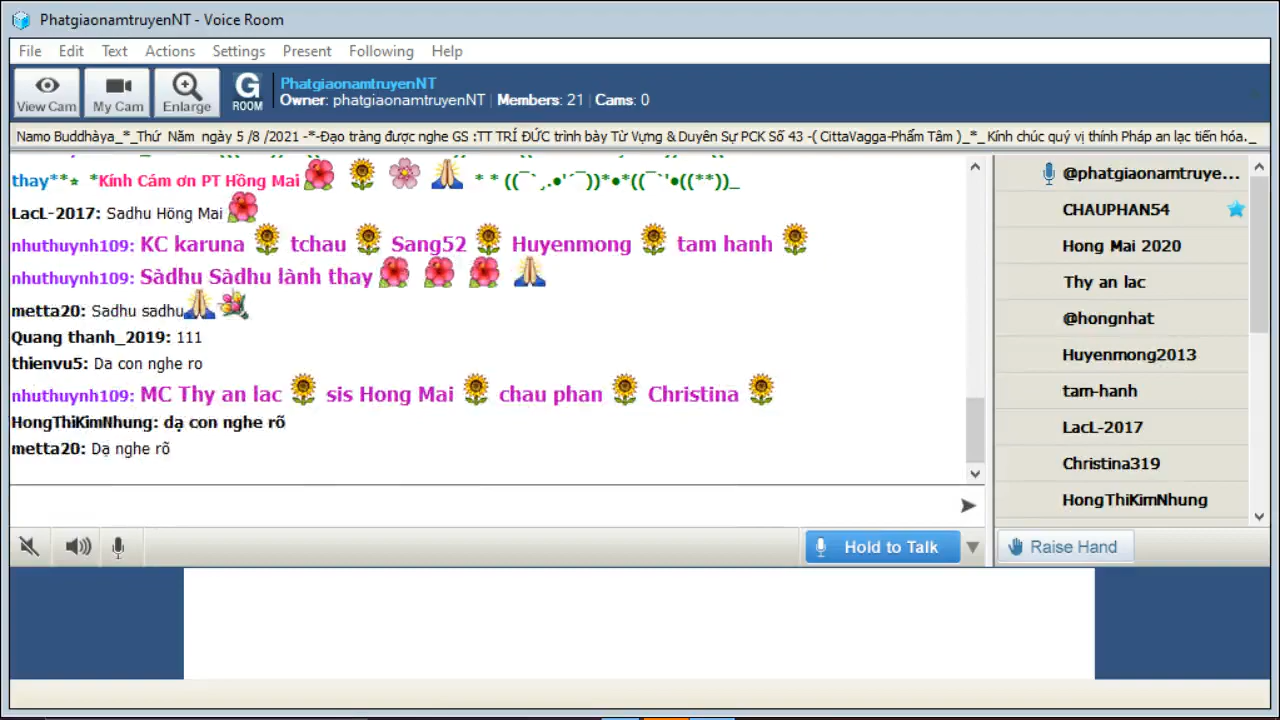 PhatgiaonamtruyenNT - Voice Room
File Edit Text Actions Settings Present Following Help
View Cam My Cam Enlarge G ROOM
PhatgiaonamtruyenNT
Owner: phatgiaonamtruyenNT | Members: 21 | Cams: 0
Namo Buddhàya_*_Thứ Năm ngày 5 /8 /2021 -*-Đạo tràng được nghe GS :TT TRÍ ĐỨC trình bày Từ Vựng & Duyên Sự PCK Số 43 -( CittaVagga-Phẩm Tâm )_*_ Kính chúc quý vị thính Pháp an lạc tiến hóa._
thay**⭑ *Kính Cám ơn PT Hồng Mai * * ((¯`¸.•'´¯))*•*((¯`'•((**))_
LacL-2017: Sadhu Hông Mai
nhuthuynh109: KC karuna tchau Sang52 Huyenmong tam hanh
nhuthuynh109: Sàdhu Sàdhu lành thay
metta20: Sadhu sadhu
Quang thanh_2019: 111
thienvu5: Da con nghe ro
nhuthuynh109: MC Thy an lac sis Hong Mai chau phan Christina
HongThiKimNhung: dạ con nghe rõ
metta20: Dạ nghe rõ
@phatgiaonamtruye...
CHAUPHAN54
Hong Mai 2020
Thy an lac
@hongnhat
Huyenmong2013
tam-hanh
LacL-2017
Christina319
HongThiKimNhung
Hold to Talk
Raise Hand